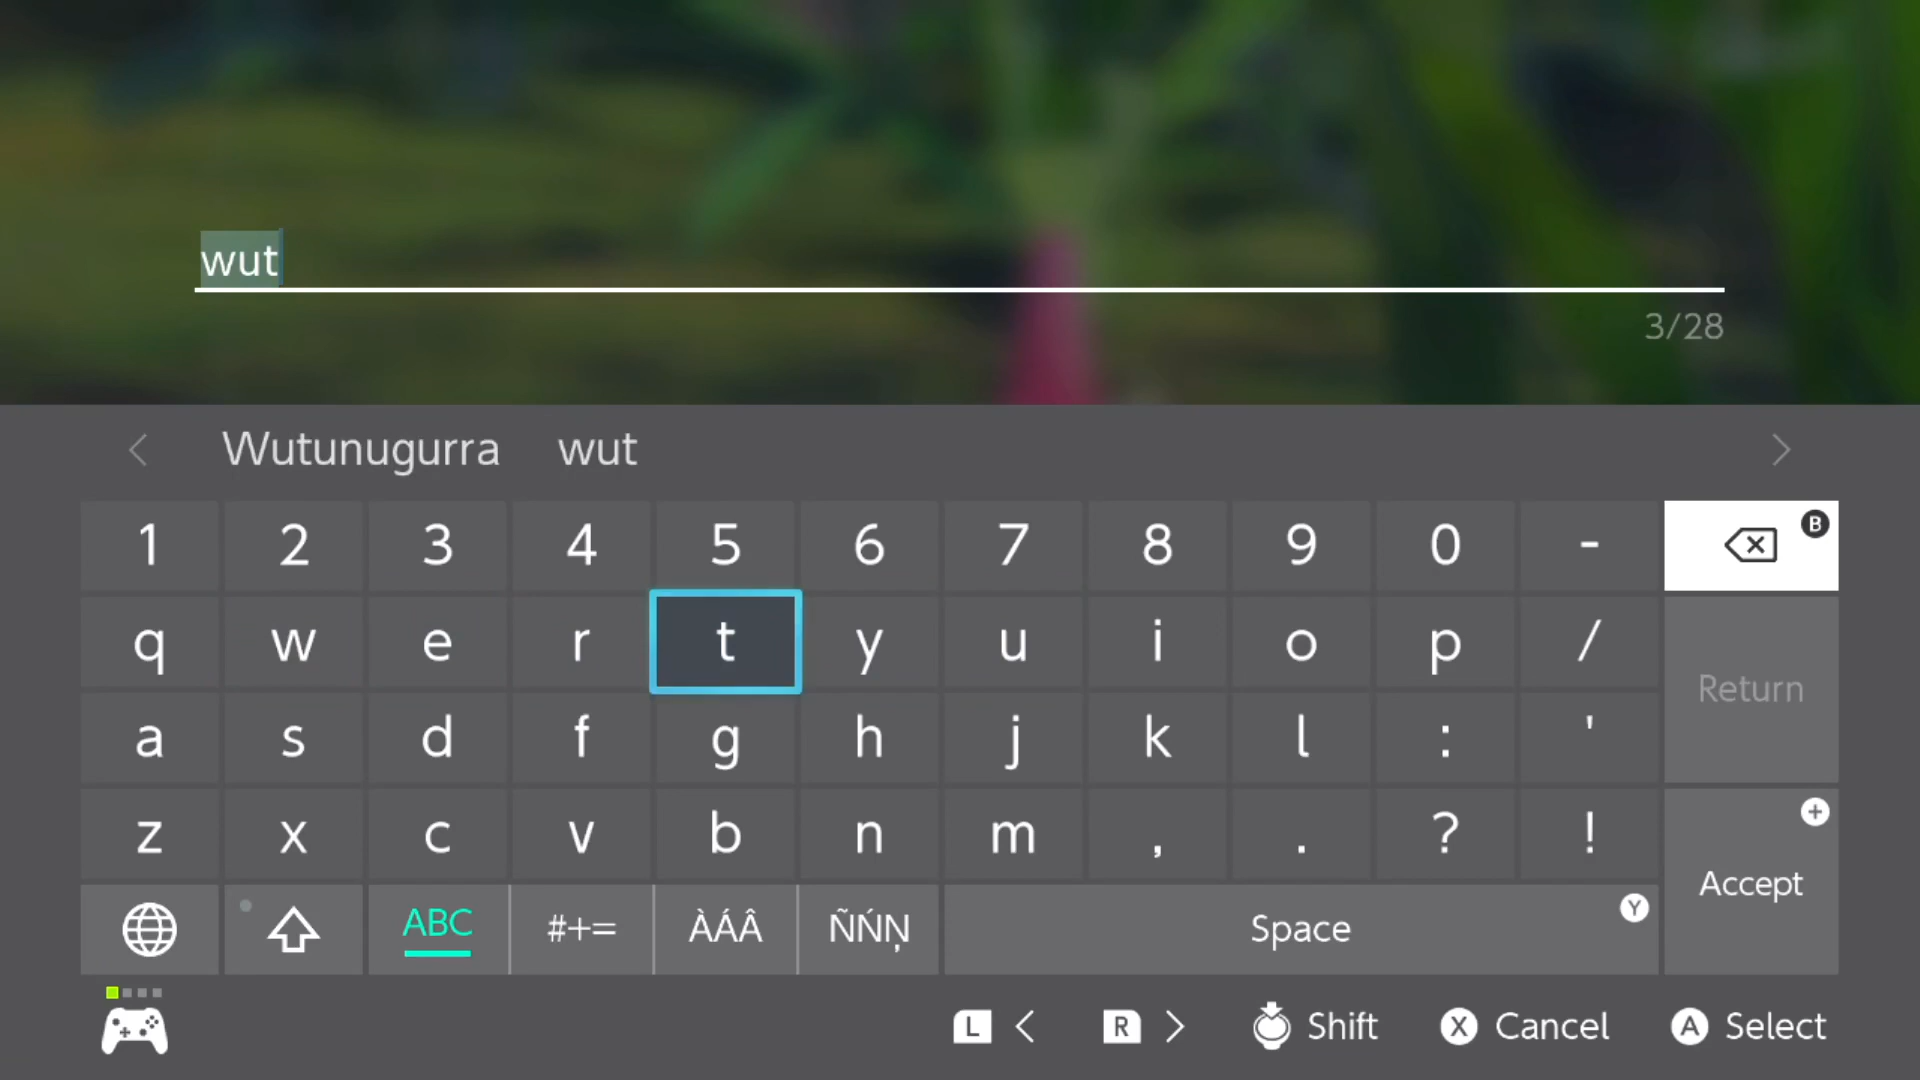 wut
3/28
< Wutunugurra wut >
1 2 3 4 5 6 7 8 9 0 - B
q w e r t y u i o p /
Return
a s d f g h j k l : '
z x c v b n m , . ? ! +
Accept
ABC #+= ÀÁÂ ÑŃŅ Space Y
L < R > Shift X Cancel A Select